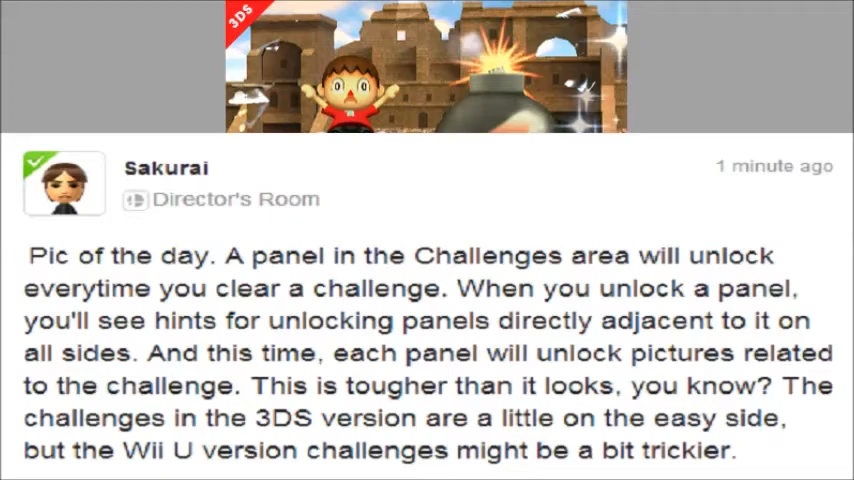 3DS
Sakurai
1 minute ago
Director's Room
Pic of the day. A panel in the Challenges area will unlock
everytime you clear a challenge. When you unlock a panel,
you'll see hints for unlocking panels directly adjacent to it on
all sides. And this time, each panel will unlock pictures related
to the challenge. This is tougher than it looks, you know? The
challenges in the 3DS version are a little on the easy side,
but the Wii U version challenges might be a bit trickier.